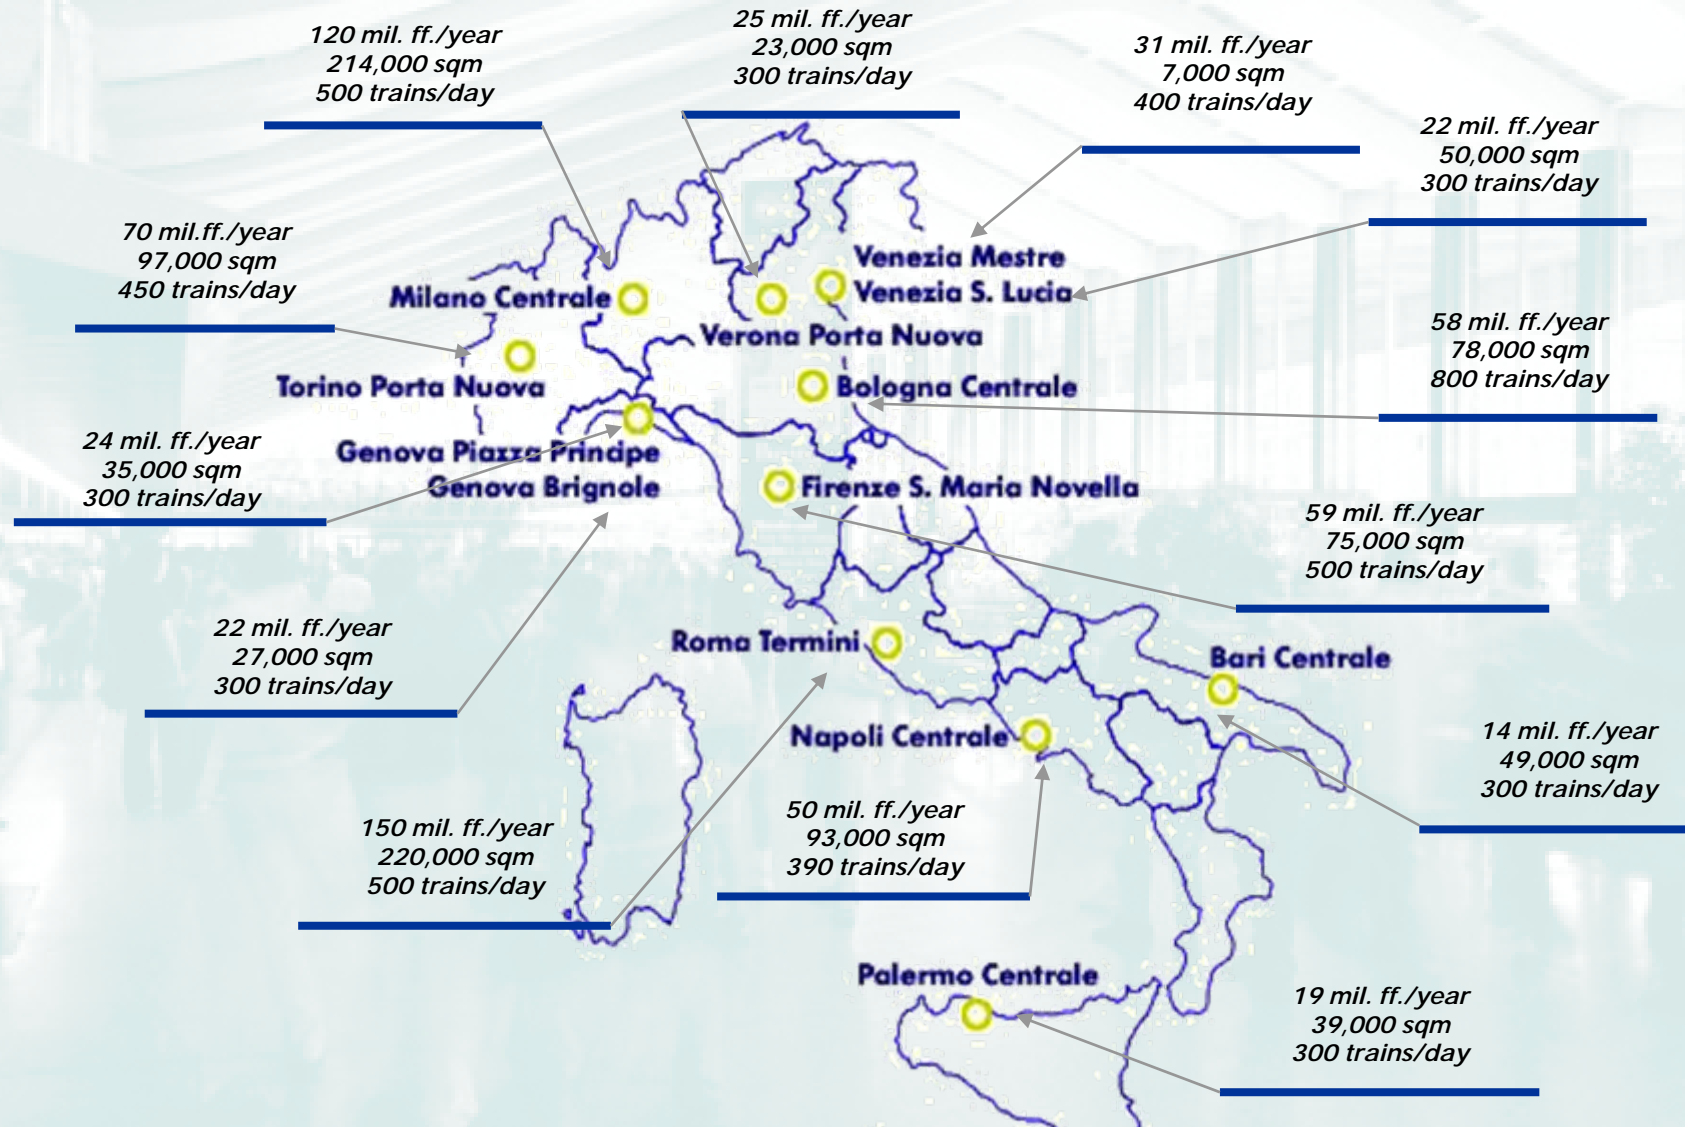 120 mil. ff./year
214,000 sqm
500 trains/day
25 mil. ff./year
23,000 sqm
300 trains/day
31 mil. ff./year
7,000 sqm
400 trains/day
22 mil. ff./year
50,000 sqm
300 trains/day
70 mil.ff./year
97,000 sqm
450 trains/day
Venezia Mestre
Venezia S. Lucia
Milano Centrale
Verona Porta Nuova
58 mil. ff./year
78,000 sqm
800 trains/day
Torino Porta Nuova
Bologna Centrale
24 mil. ff./year
35,000 sqm
300 trains/day
Genova Piazza Principe
Genova Brignole
Firenze S. Maria Novella
59 mil. ff./year
75,000 sqm
500 trains/day
22 mil. ff./year
27,000 sqm
300 trains/day
Roma Termini
Bari Centrale
Napoli Centrale
14 mil. ff./year
49,000 sqm
300 trains/day
150 mil. ff./year
220,000 sqm
500 trains/day
50 mil. ff./year
93,000 sqm
390 trains/day
Palermo Centrale
19 mil. ff./year
39,000 sqm
300 trains/day